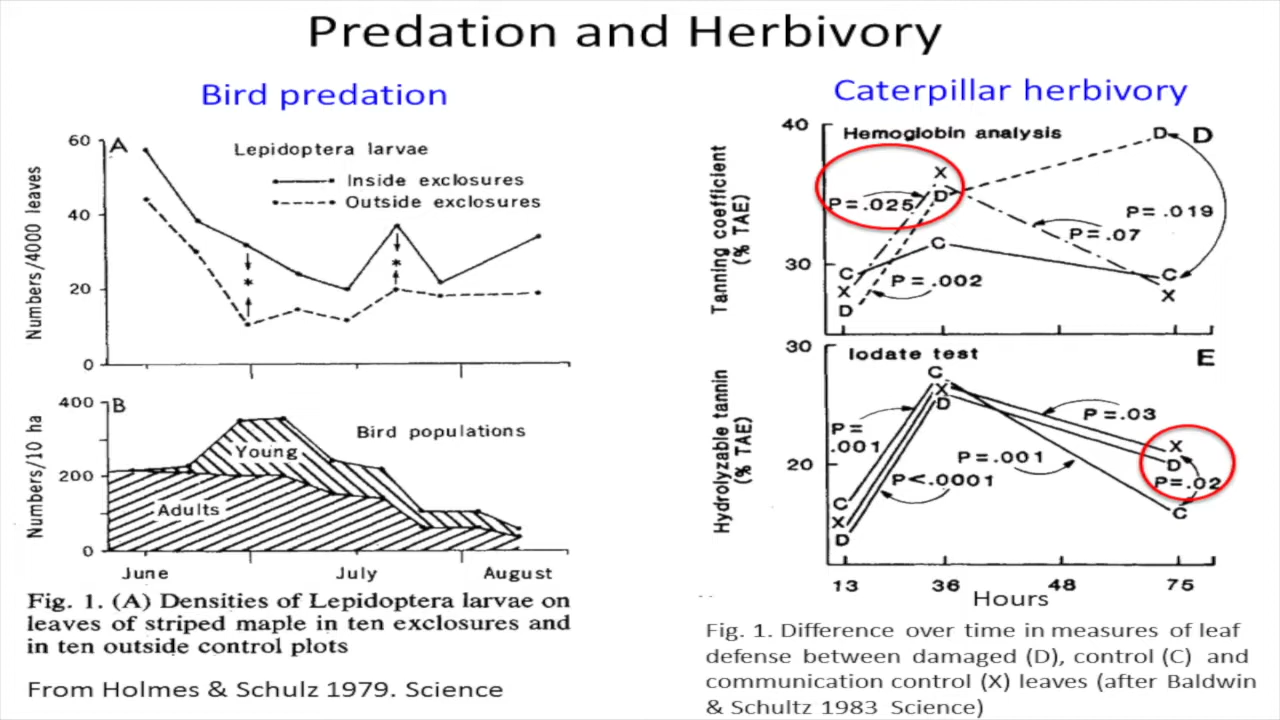 Predation and Herbivory
Bird predation
A
Lepidoptera larvae
Inside exclosures
Outside exclosures
Numbers/4000 leaves
60
40
20
0
*
*
B
Bird populations
Young
Adults
Numbers/10 ha
400
200
0
June
July
August
Fig. 1. (A) Densities of Lepidoptera larvae on
leaves of striped maple in ten exclosures and
in ten outside control plots
From Holmes & Schulz 1979. Science
Caterpillar herbivory
Hemoglobin analysis
D
Tanning coefficient
(% TAE)
40
30
P=.025
P=.019
P=.07
P= .002
C
X
D
X
D
C
D
C
X
Iodate test
E
Hydrolyzable tannin
(% TAE)
30
20
P=
.001
P<.0001
P=.001
P=.03
P=.02
C
X
D
C
X
D
X
D
C
13
36
48
75
Hours
Fig. 1. Difference over time in measures of leaf
defense between damaged (D), control (C) and
communication control (X) leaves (after Baldwin
& Schultz 1983 Science)